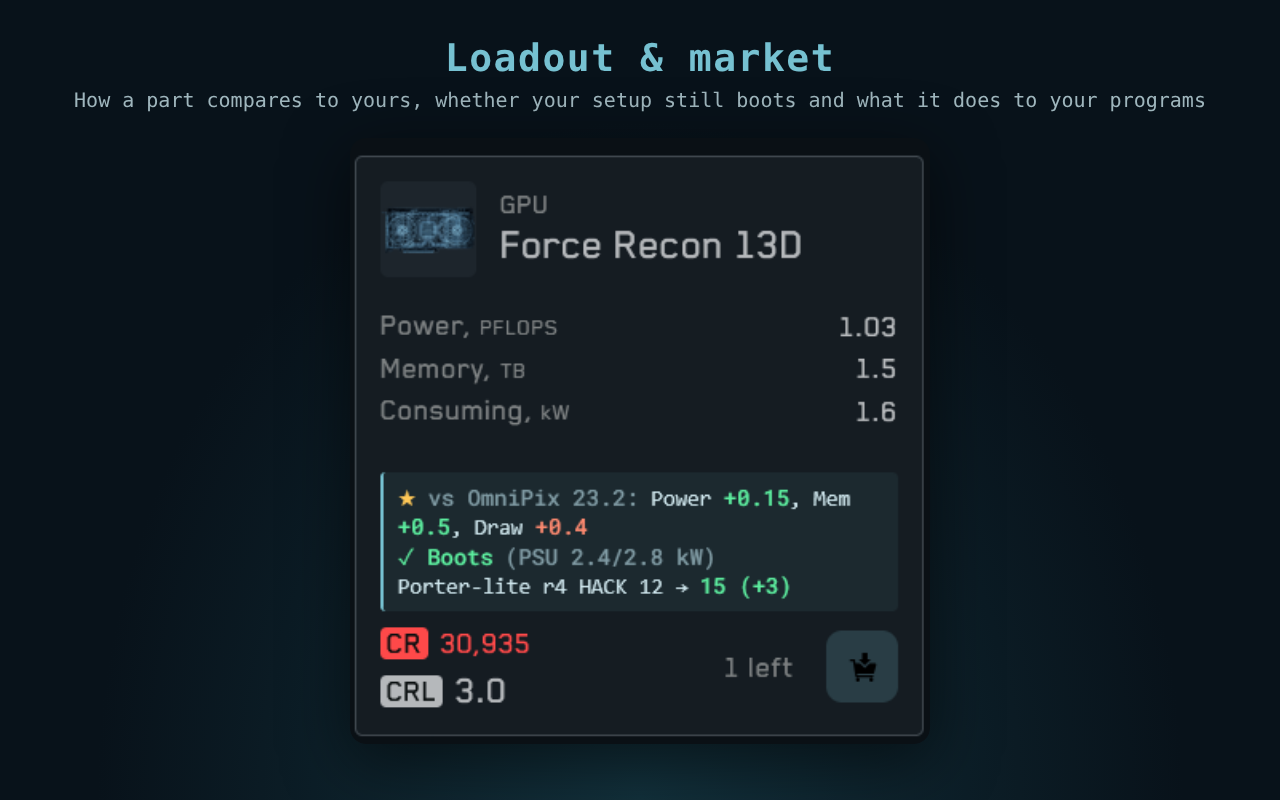 Loadout & market
How a part compares to yours, whether your setup still boots and what it does to your programs
GPU
Force Recon 13D
Power, PFLOPS 1.03
Memory, TB 1.5
Consuming, kW 1.6
★ vs OmniPix 23.2: Power +0.15, Mem
+0.5, Draw +0.4
✓ Boots (PSU 2.4/2.8 kW)
Porter-lite r4 HACK 12 → 15 (+3)
CR 30,935
1 left
CRL 3.0